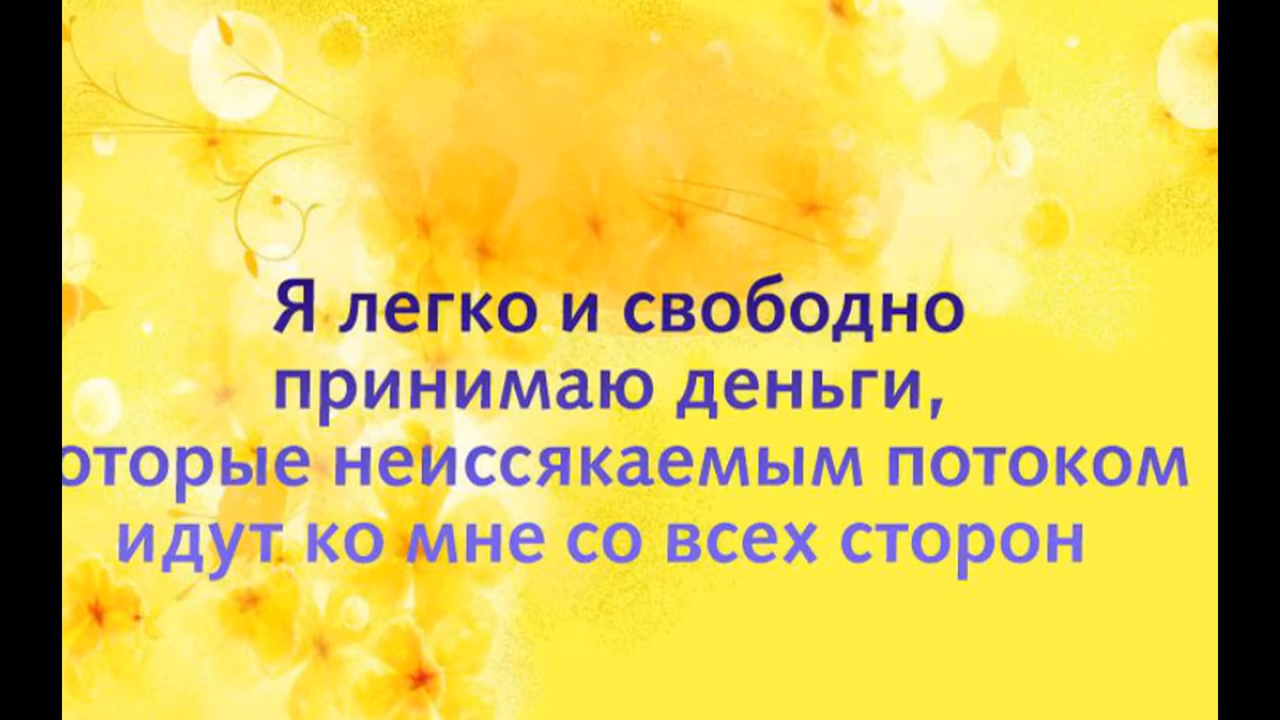 Я легко и свободно
принимаю деньги,
оторые неиссякаемым потоком
идут ко мне со всех сторон